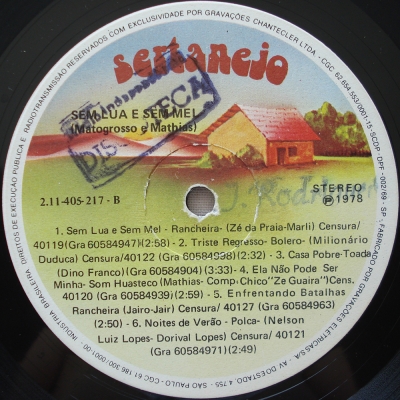 DIREITOS DE EXECUÇÃO PUBLICA E RADIOTRANSMISSÃO RESERVADOS COM EXCLUSIVIDADE POR GRAVAÇÕES CHANTECLER LTDA. - CGC 62 654.553/0001-15-SCDP - DPF - 002/69 - SP - FABRICADO POR GRAVAÇÕES ELETRICAS S/A - AV DO ESTADO, 4.755 - SÃO PAULO - CGC 61 186 300/0001-00 - INDÚSTRIA BRASILEIRA
sertanejo
SEM LUA E SEM MEL
(Matogrosso e Mathias)
DISCOTECA
J. Rodrigues
2.11-405-217 - B
STEREO
Ⓟ 1978
1. Sem Lua e Sem Mel - Rancheira- (Zé da Praia-Marli) Censura/
40119(Gra 60584947)(2:58) - 2. Triste Regresso- Bolero- (Milionário
Duduca) Censura/40122 (Gra 60584998)(2:32) - 3. Casa Pobre-Toada
(Dino Franco)(Gra 60584904) (3:33)- 4. Ela Não Pode Ser
Minha- Som Huasteco (Mathias- Comp:Chico"Zé Guaira")Cens.
40120 (Gra 60584939)(2:59) - 5. Enfrentando Batalhas
Rancheira (Jairo-Jair) Censura/ 40127 (Gra 60584963)
(2:50) - 6. Noites de Verão - Polca- (Nelson
Luiz Lopes- Dorival Lopes) Censura/ 40121
(Gra 60584971)(2:49)